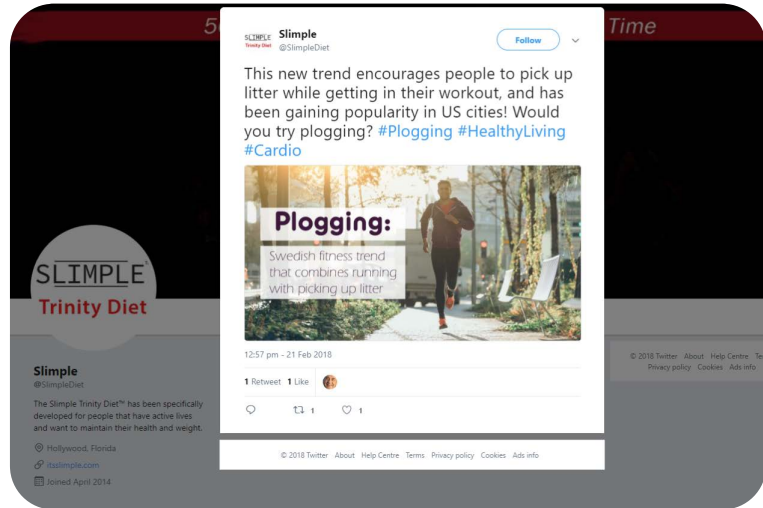 5
Time
SLIMPLE
Trinity Diet
Slimple
@SlimpleDiet
Follow
This new trend encourages people to pick up
litter while getting in their workout, and has
been gaining popularity in US cities! Would
you try plogging? #Plogging #HealthyLiving
#Cardio
Plogging:
Swedish fitness trend
that combines running
with picking up litter
12:57 pm - 21 Feb 2018
1 Retweet 1 Like
1 1
© 2018 Twitter About Help Centre Terms Privacy policy Cookies Ads info
SLIMPLE
Trinity Diet
Slimple
@SlimpleDiet
The Slimple Trinity Diet™ has been specifically
developed for people that have active lives
and want to maintain their health and weight.
Hollywood, Florida
itsslimple.com
Joined April 2014
© 2018 Twitter About Help Centre Te
Privacy policy Cookies Ads info